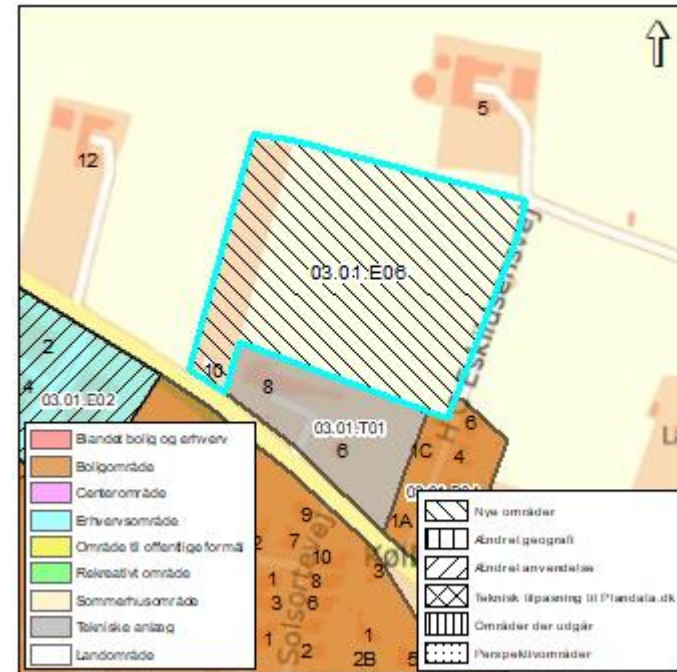 5
12
03.01.E06
H. O. Eskildsensvej
10
8
2
4
03.01.E02
03.01.T01
6
6
1C
4
1A
9
7
10
3
1
8
3
6
1
2
1
2B
5
Solsortevej
Blandet bolig og erhverv
Boligområde
Centerområde
Erhvervsområde
Område til offentlige formål
Rekreativt område
Sommerhusområde
Tekniske anlæg
Landområde
Nye områder
Ændret geografi
Ændret anvendelse
Teknisk tilpasning til Plandata.dk
Områder der udgår
Perspektivområder